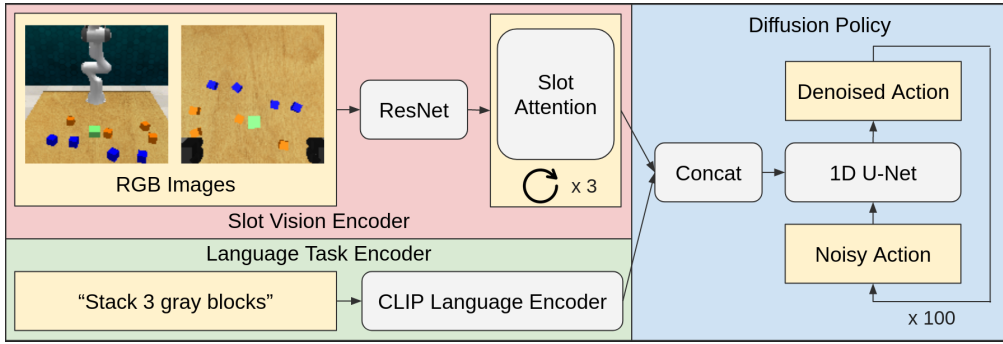 RGB Images
ResNet
Slot
Attention
x 3
Slot Vision Encoder
Language Task Encoder
“Stack 3 gray blocks”
CLIP Language Encoder
Diffusion Policy
Denoised Action
Concat
1D U-Net
Noisy Action
x 100